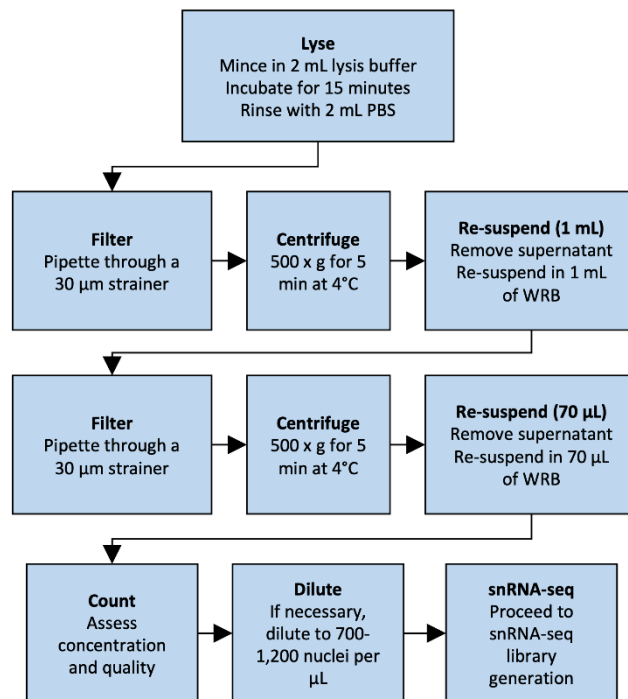 Lyse
Mince in 2 mL lysis buffer
Incubate for 15 minutes
Rinse with 2 mL PBS
Filter
Pipette through a
30 µm strainer
Centrifuge
500 x g for 5
min at 4°C
Re-suspend (1 mL)
Remove supernatant
Re-suspend in 1 mL
of WRB
Filter
Pipette through a
30 µm strainer
Centrifuge
500 x g for 5
min at 4°C
Re-suspend (70 µL)
Remove supernatant
Re-suspend in 70 µL
of WRB
Count
Assess
concentration
and quality
Dilute
If necessary,
dilute to 700-
1,200 nuclei per
µL
snRNA-seq
Proceed to
snRNA-seq
library
generation